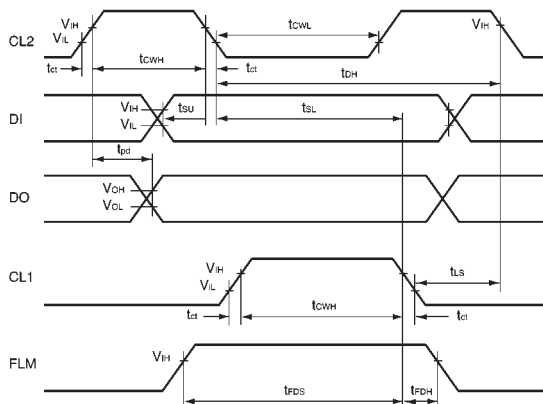 CL2
VIH
VIL
tct
tCWH
tct
tCWL
tDH
VIH
DI
VIH
VIL
tSU
tSL
tpd
DO
VOH
VOL
CL1
VIH
VIL
tct
tCWH
tct
tLS
FLM
VIH
tFDS
tFDH